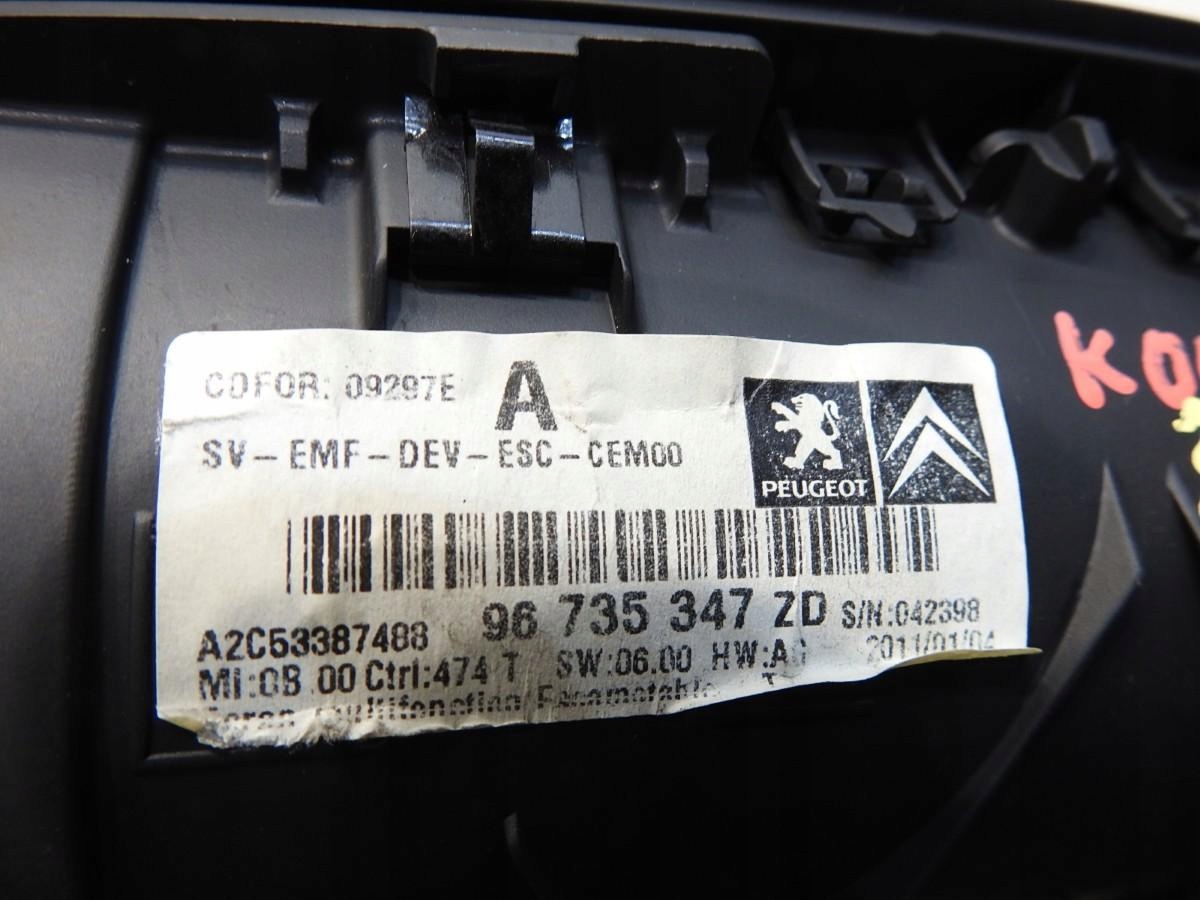 COFOR: 09297E A
SV-EMF-DEV-ESC-CEM00
PEUGEOT
96 735 347 ZD S/N:042398
A2C53387488 2011/01/04
MI:0B.00 Ctrl:474 T SW:06.00 HW: